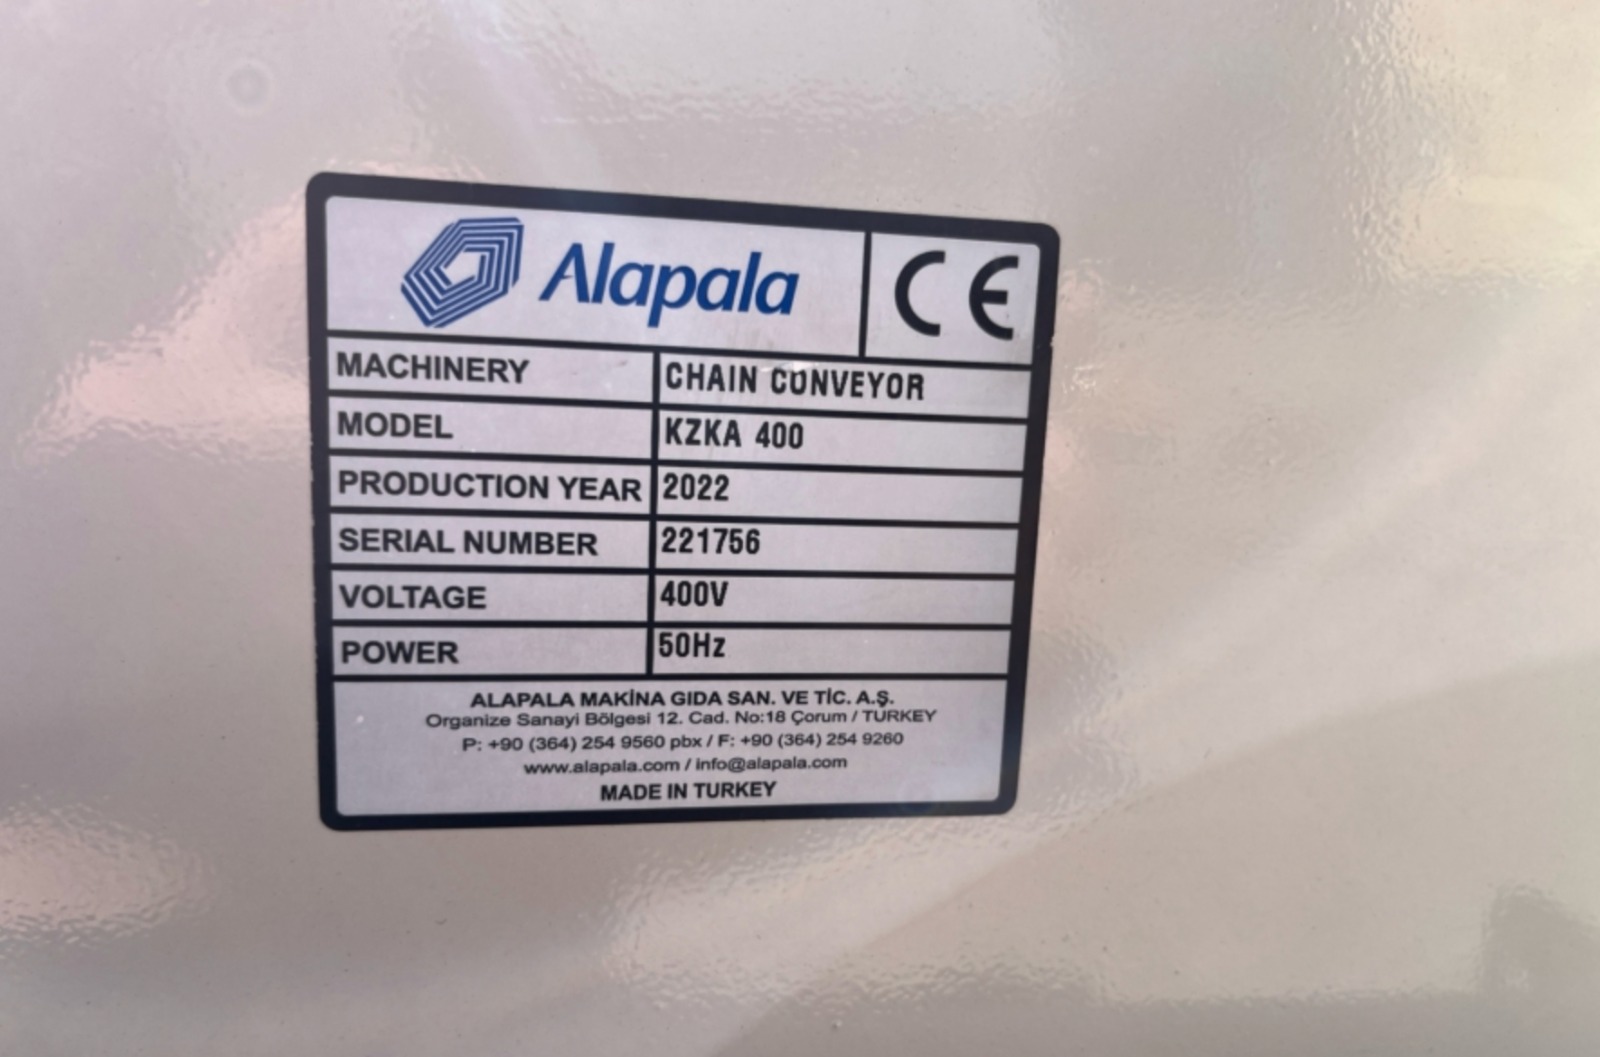 Alapala CE
MACHINERY CHAIN CONVEYOR
MODEL KZKA 400
PRODUCTION YEAR 2022
SERIAL NUMBER 221756
VOLTAGE 400V
POWER 50Hz
ALAPALA MAKİNA GIDA SAN. VE TİC. A.Ş.
Organize Sanayi Bölgesi 12. Cad. No:18 Çorum / TURKEY
P: +90 (364) 254 9560 pbx / F: +90 (364) 254 9260
www.alapala.com / info@alapala.com
MADE IN TURKEY